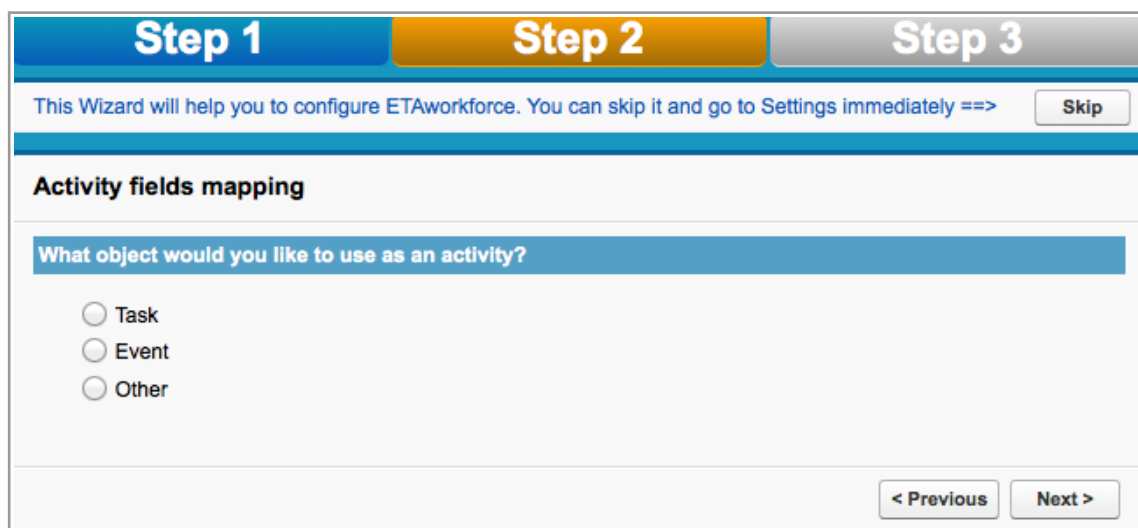 Step 1 Step 2 Step 3
This Wizard will help you to configure ETAworkforce. You can skip it and go to Settings immediately ==> Skip
Activity fields mapping
What object would you like to use as an activity?
Task
Event
Other
< Previous Next >